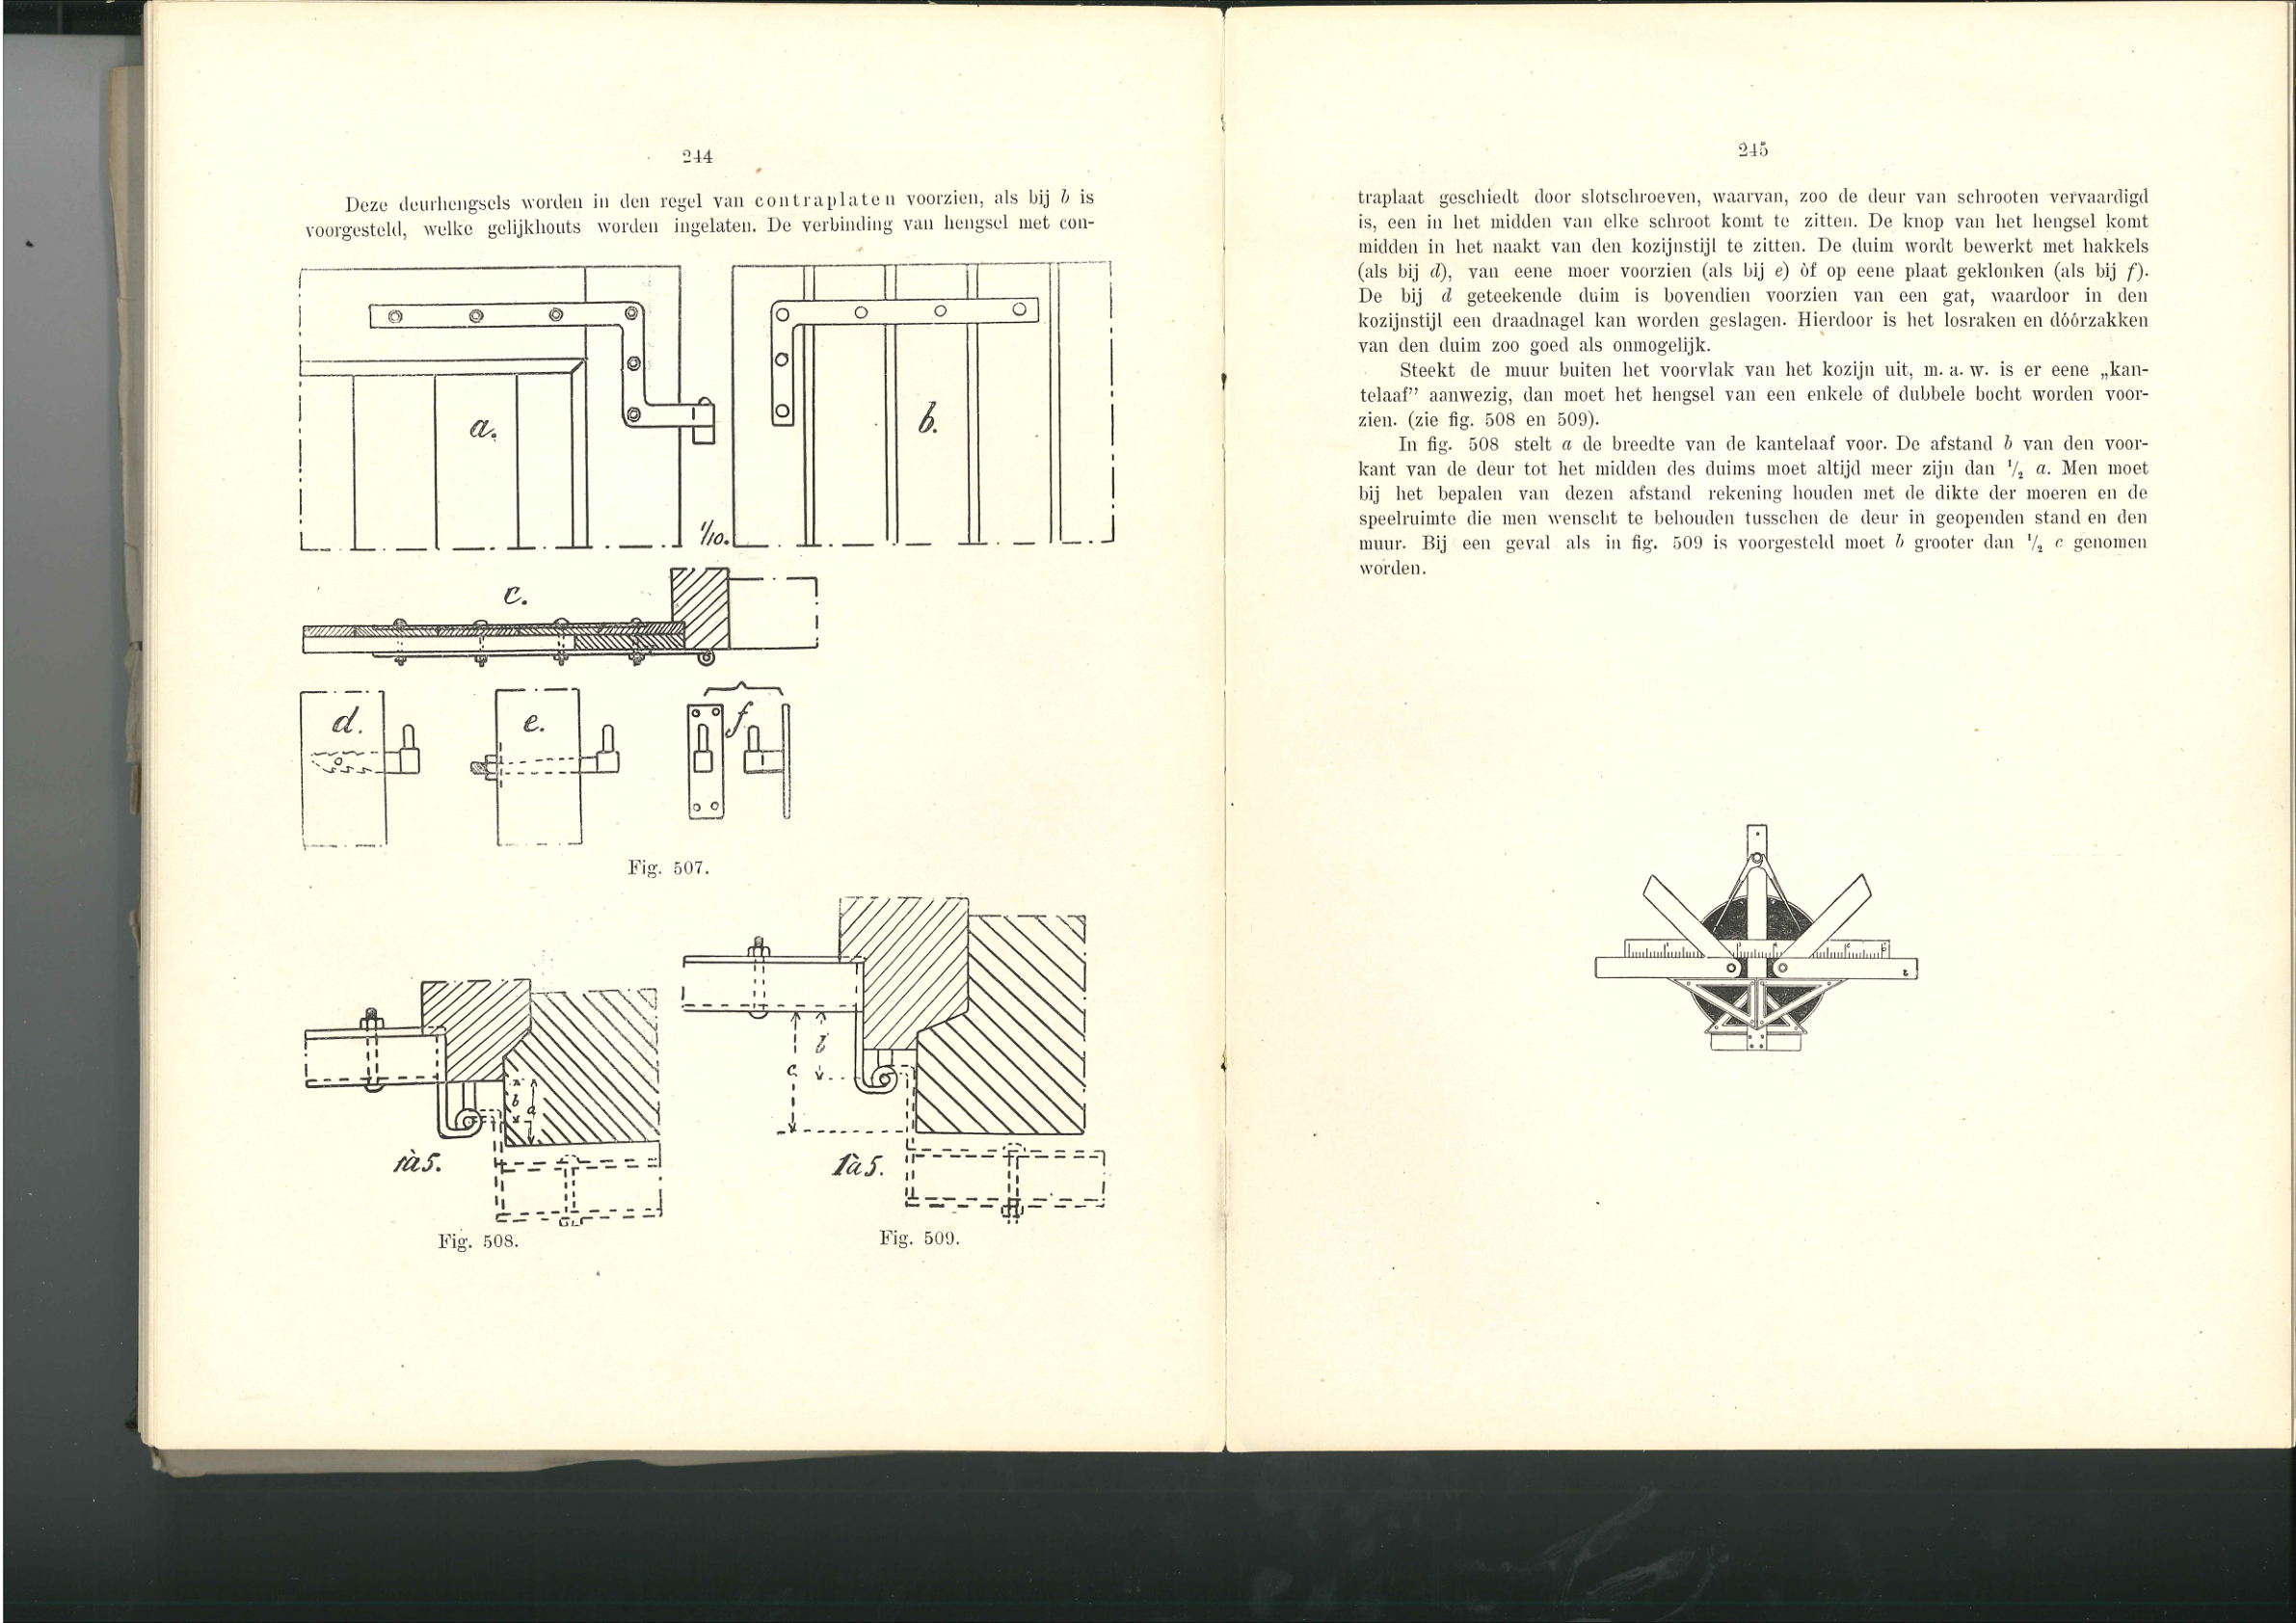 244
Deze deurhengsels worden in den regel van contraplaten voorzien, als bij b is
voorgesteld, welke gelijkhouts worden ingelaten. De verbinding van hengsel met con-
a.
b.
1/10.
c.
d.
e.
f
Fig. 507.
b
a
1à5.
Fig. 508.
b
c
1à5.
Fig. 509.
245
traplaat geschiedt door slotschroeven, waarvan, zoo de deur van schrooten vervaardigd
is, een in het midden van elke schroot komt te zitten. De knop van het hengsel komt
midden in het naakt van den kozijnstijl te zitten. De duim wordt bewerkt met hakkels
(als bij d), van eene moer voorzien (als bij e) òf op eene plaat geklonken (als bij f).
De bij d geteekende duim is bovendien voorzien van een gat, waardoor in den
kozijnstijl een draadnagel kan worden geslagen. Hierdoor is het losraken en dóórzakken
van den duim zoo goed als onmogelijk.
Steekt de muur buiten het voorvlak van het kozijn uit, m. a. w. is er eene „kan-
telaaf” aanwezig, dan moet het hengsel van een enkele of dubbele bocht worden voor-
zien. (zie fig. 508 en 509).
In fig. 508 stelt a de breedte van de kantelaaf voor. De afstand b van den voor-
kant van de deur tot het midden des duims moet altijd meer zijn dan 1/2 a. Men moet
bij het bepalen van dezen afstand rekening houden met de dikte der moeren en de
speelruimte die men wenscht te behouden tusschen de deur in geopenden stand en den
muur. Bij een geval als in fig. 509 is voorgesteld moet b grooter dan 1/2 c genomen
worden.